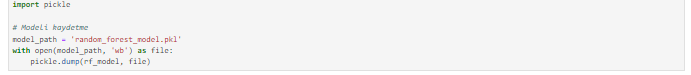 import pickle

# Modeli kaydetme
model_path = 'random_forest_model.pkl'
with open(model_path, 'wb') as file:
    pickle.dump(rf_model, file)